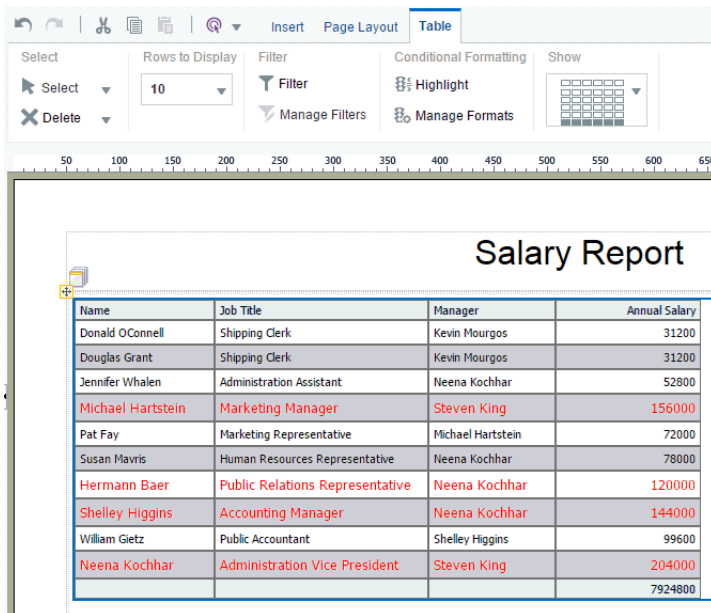 Insert Page Layout Table
Select Rows to Display Filter Conditional Formatting Show
Select 10 Filter Highlight
Delete Manage Filters Manage Formats
50 100 150 200 250 300 350 400 450 500 550 600 65
Salary Report
Name Job Title Manager Annual Salary
Donald OConnell Shipping Clerk Kevin Mourgos 31200
Douglas Grant Shipping Clerk Kevin Mourgos 31200
Jennifer Whalen Administration Assistant Neena Kochhar 52800
Michael Hartstein Marketing Manager Steven King 156000
Pat Fay Marketing Representative Michael Hartstein 72000
Susan Mavris Human Resources Representative Neena Kochhar 78000
Hermann Baer Public Relations Representative Neena Kochhar 120000
Shelley Higgins Accounting Manager Neena Kochhar 144000
William Gietz Public Accountant Shelley Higgins 99600
Neena Kochhar Administration Vice President Steven King 204000
7924800